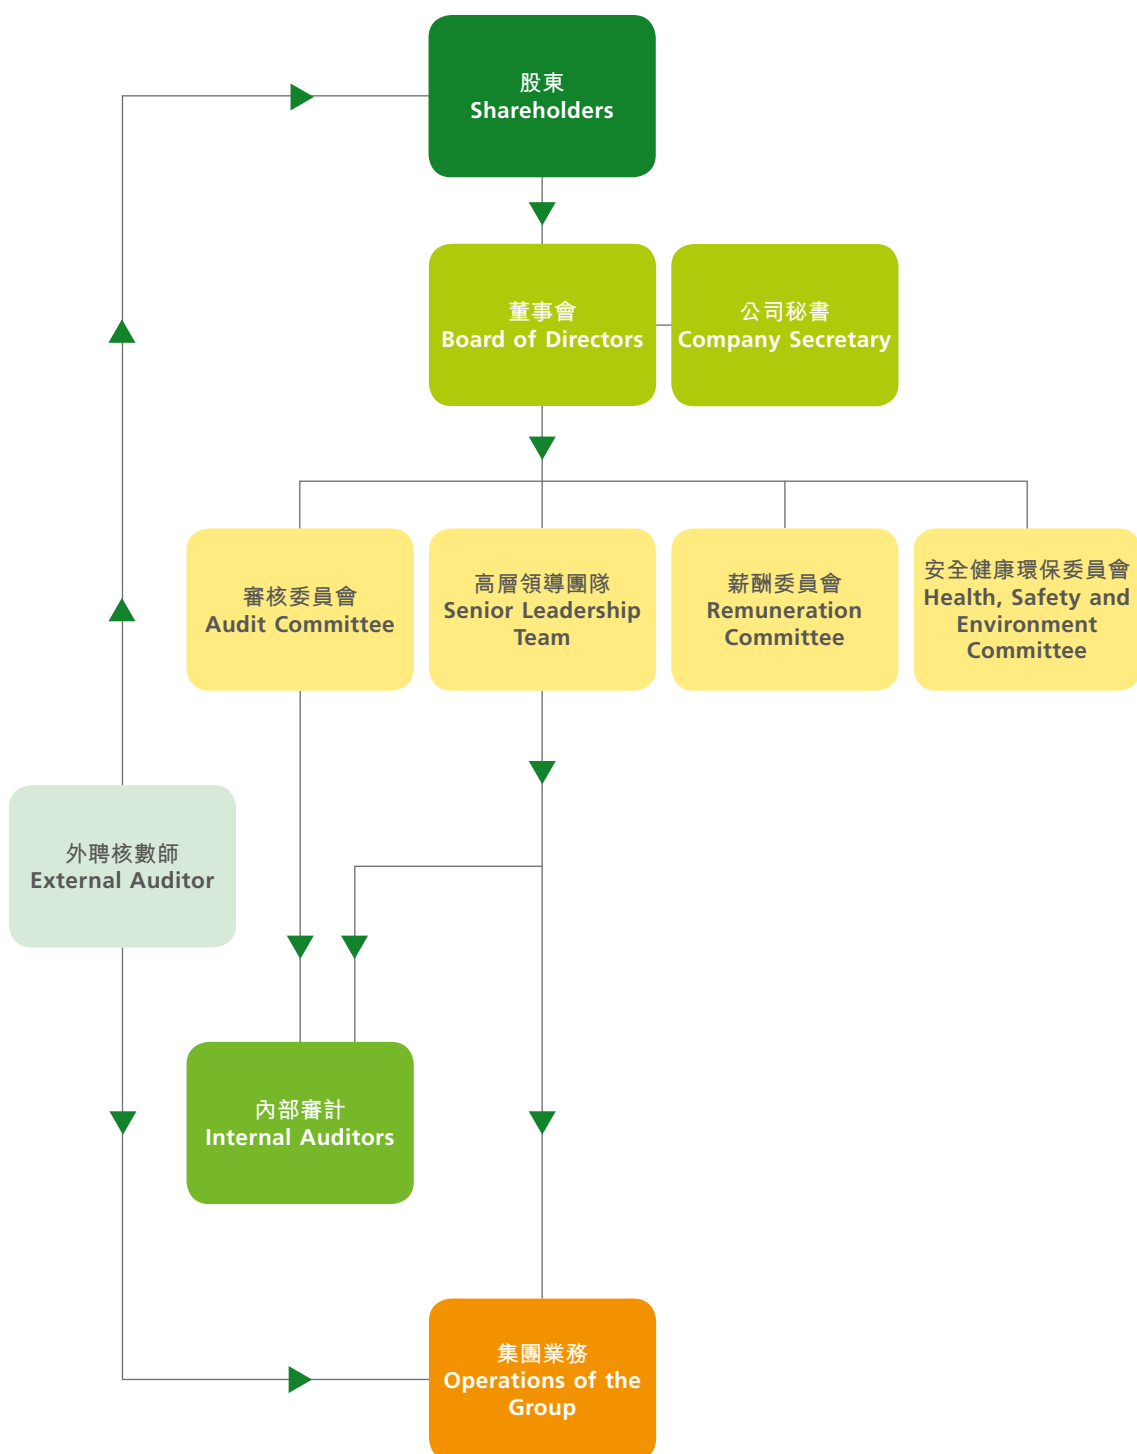 股東
Shareholders
董事會
Board of Directors
公司秘書
Company Secretary
審核委員會
Audit Committee
高層領導團隊
Senior Leadership
Team
薪酬委員會
Remuneration
Committee
安全健康環保委員會
Health, Safety and
Environment
Committee
外聘核數師
External Auditor
內部審計
Internal Auditors
集團業務
Operations of the
Group